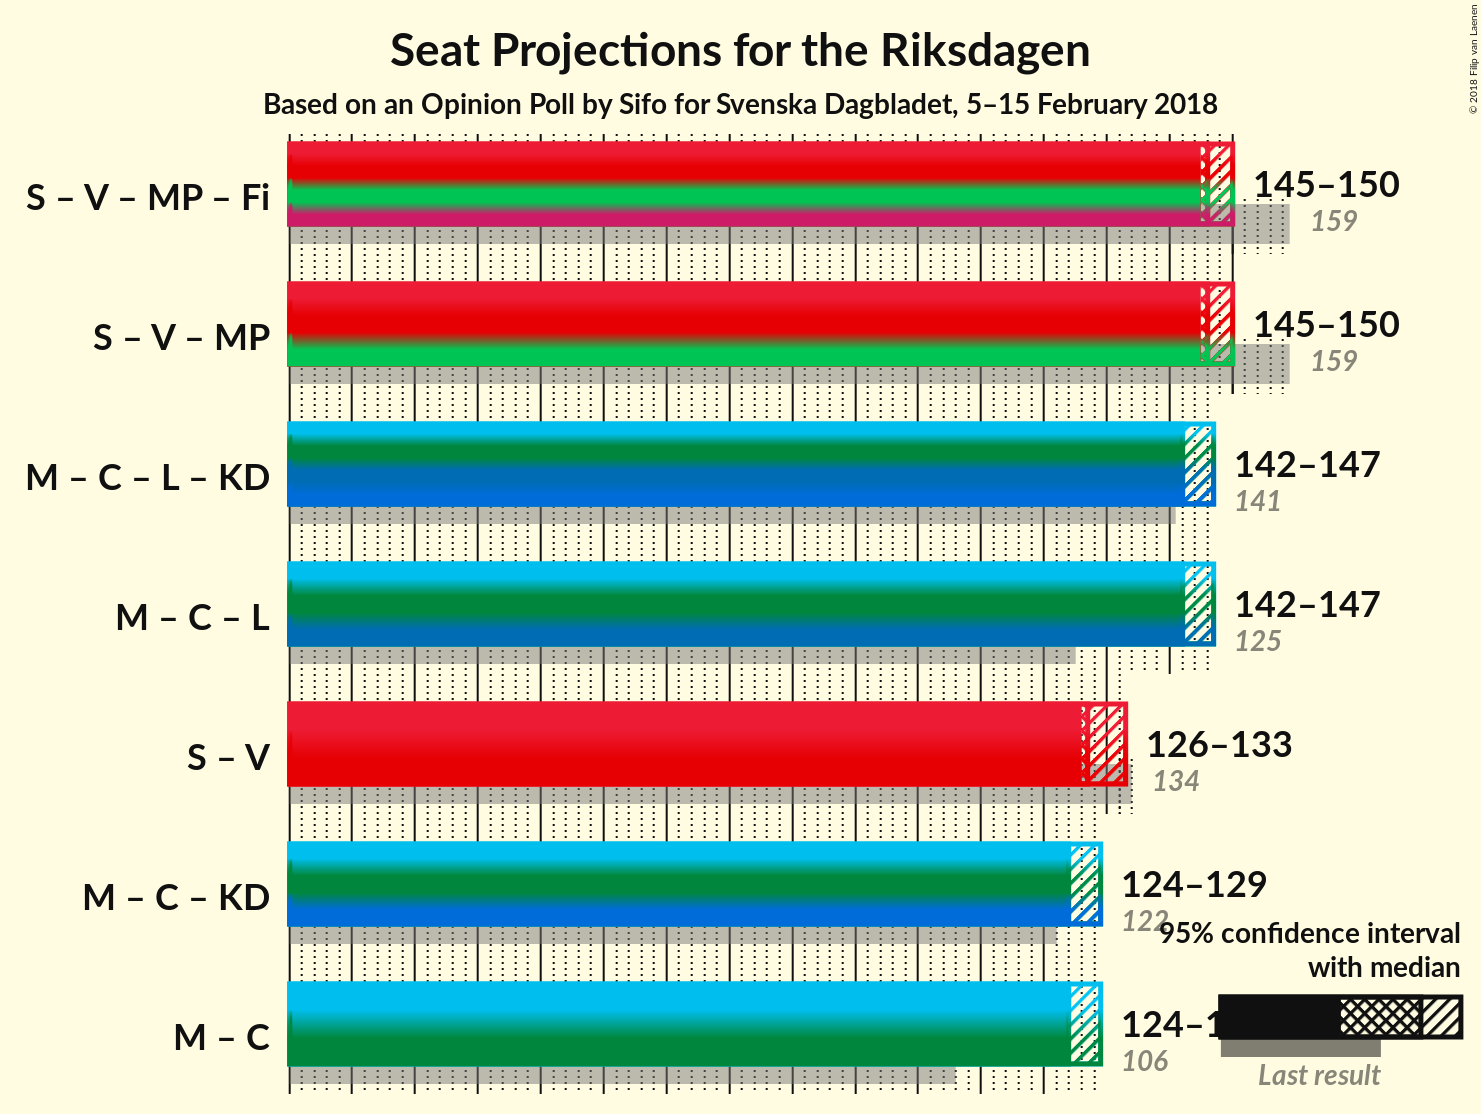 Seat Projections for the Riksdagen
Based on an Opinion Poll by Sifo for Svenska Dagbladet, 5–15 February 2018
© 2018 Filip van Laenen
S – V – MP – Fi
145–150
159
S – V – MP
145–150
159
M – C – L – KD
142–147
141
M – C – L
142–147
125
S – V
126–133
134
M – C – KD
124–129
122
M – C
124–1
106
95% confidence interval
with median
Last result